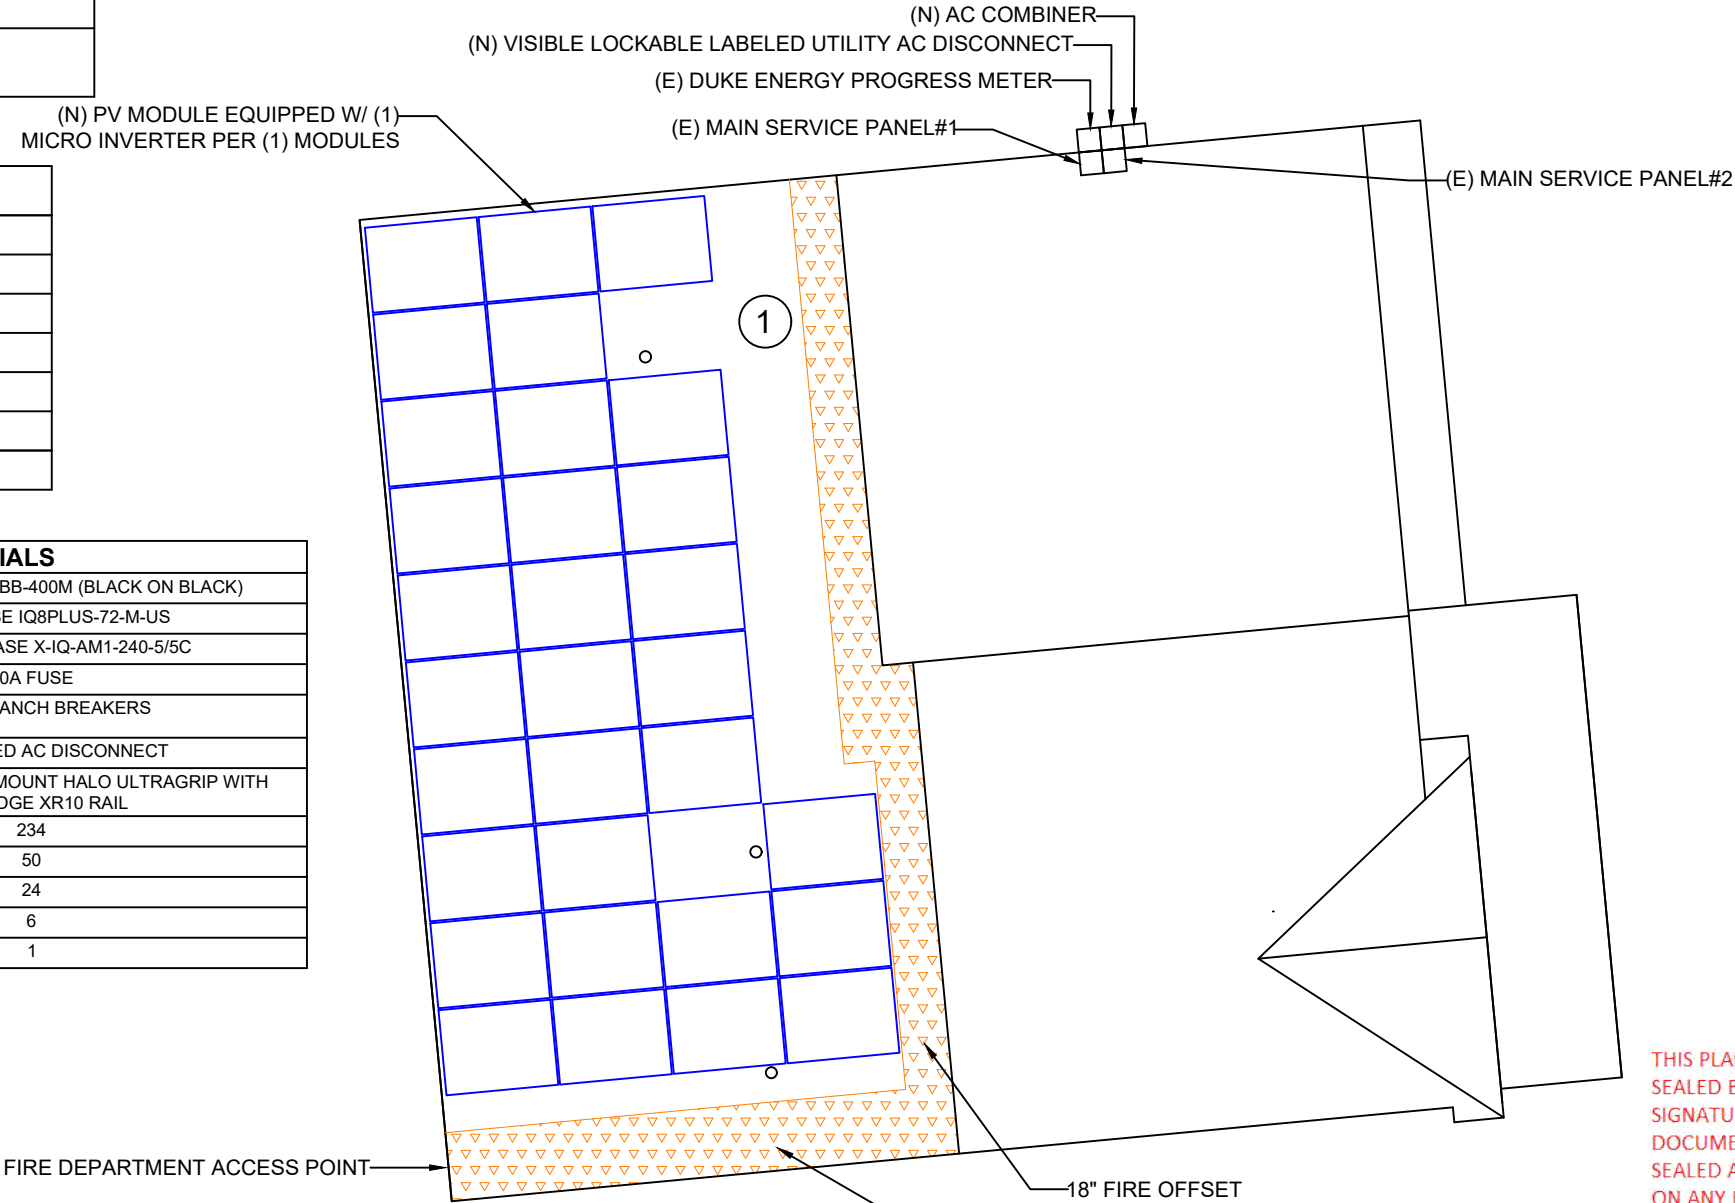 (N) AC COMBINER
(N) VISIBLE LOCKABLE LABELED UTILITY AC DISCONNECT
(E) DUKE ENERGY PROGRESS METER
(E) MAIN SERVICE PANEL#1
(E) MAIN SERVICE PANEL#2
(N) PV MODULE EQUIPPED W/ (1)
MICRO INVERTER PER (1) MODULES
1
IALS
BB-400M (BLACK ON BLACK)
SE IQ8PLUS-72-M-US
ASE X-IQ-AM1-240-5/5C
0A FUSE
ANCH BREAKERS
ED AC DISCONNECT
MOUNT HALO ULTRAGRIP WITH
DGE XR10 RAIL
234
50
24
6
1
FIRE DEPARTMENT ACCESS POINT
18" FIRE OFFSET
THIS PLA
SEALED B
SIGNATU
DOCUME
SEALED A
ON ANY